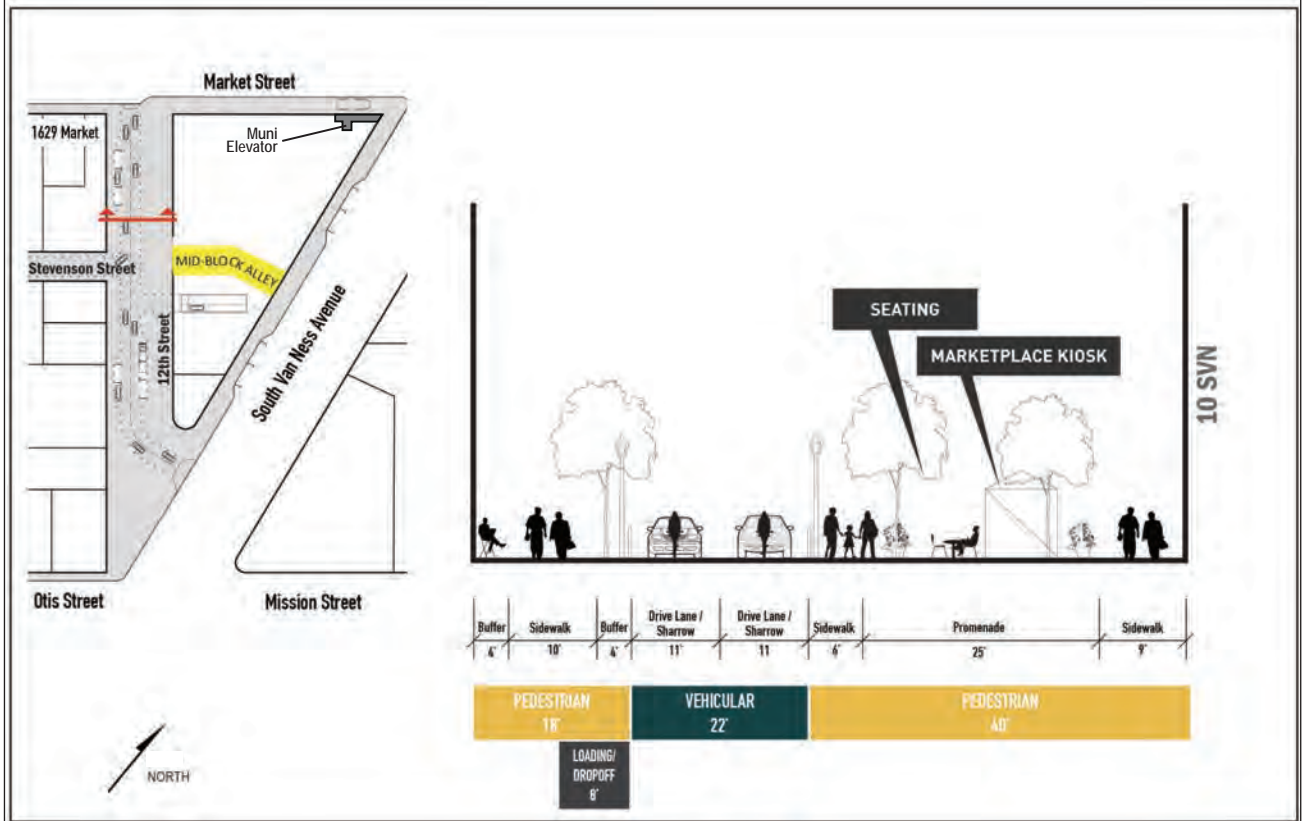 Market Street
1629 Market
Muni
Elevator
Stevenson Street
MID-BLOCK ALLEY
12th Street
South Van Ness Avenue
Otis Street
Mission Street
NORTH
SEATING
MARKETPLACE KIOSK
10 SVN
Buffer
4'
Sidewalk
10'
Buffer
4'
Drive Lane /
Sharrow
11'
Drive Lane /
Sharrow
11
Sidewalk
6'
Promenade
25'
Sidewalk
9'
PEDESTRIAN
18'
VEHICULAR
22'
PEDESTRIAN
40'
LOADING/
DROPOFF
8'